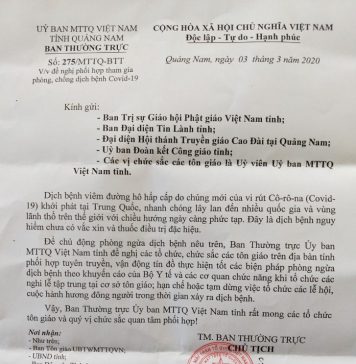 ỦY BAN MTTQ VIỆT NAM
TỈNH QUẢNG NAM
BAN THƯỜNG TRỰC
Số: 275/MTTQ-BTT
V/v đề nghị phối hợp tham gia
phòng, chống dịch bệnh Covid-19
CỘNG HÒA XÃ HỘI CHỦ NGHĨA VIỆT NAM
Độc lập - Tự do - Hạnh phúc
Quảng Nam, ngày 03 tháng 3 năm 2020
Kính gửi:
- Ban Trị sự Giáo hội Phật giáo Việt Nam tỉnh;
- Ban Đại diện Tin Lành tỉnh;
- Đại diện Hội thánh Truyền giáo Cao Đài tại Quảng Nam;
- Uỷ ban Đoàn kết Công giáo tỉnh;
- Các vị chức sắc các tôn giáo là Uỷ viên Uỷ ban MTTQ
Việt Nam tỉnh.
Dịch bệnh viêm đường hô hấp cấp do chủng mới của vi rút Cô-rô-na (Covid-
19) khởi phát tại Trung Quốc, nhanh chóng lây lan đến nhiều quốc gia và vùng
lãnh thổ trên thế giới với chiều hướng ngày càng phức tạp. Đây là dịch bệnh nguy
hiểm chưa có vắc xin và thuốc điều trị đặc hiệu.
Để chủ động phòng ngừa dịch bệnh nêu trên, Ban Thường trực Ủy ban
MTTQ Việt Nam tỉnh đề nghị các tổ chức, chức sắc các tôn giáo trên địa bàn tỉnh
phối hợp tuyên truyền, vận động tín đồ thực hiện tốt các biện pháp phòng ngừa
dịch bệnh theo khuyến cáo của Bộ Y tế và các cơ quan chức năng khi tổ chức các
nghi lễ tập trung tại cơ sở tôn giáo; hạn chế hoặc tạm dừng tổ chức các lễ hội,
cuộc hành hương đông người trong thời gian xảy ra dịch bệnh.
Vậy, Ban Thường trực Ủy ban MTTQ Việt Nam tỉnh rất mong các tổ chức
tôn giáo và quý vị chức sắc quan tâm phối hợp!
Nơi nhận:
- Như trên;
- Ban Tôn giáo UBTWMTTQVN;
- UBND tỉnh;
TM. BAN THƯỜNG TRỰC
CHỦ TỊCH